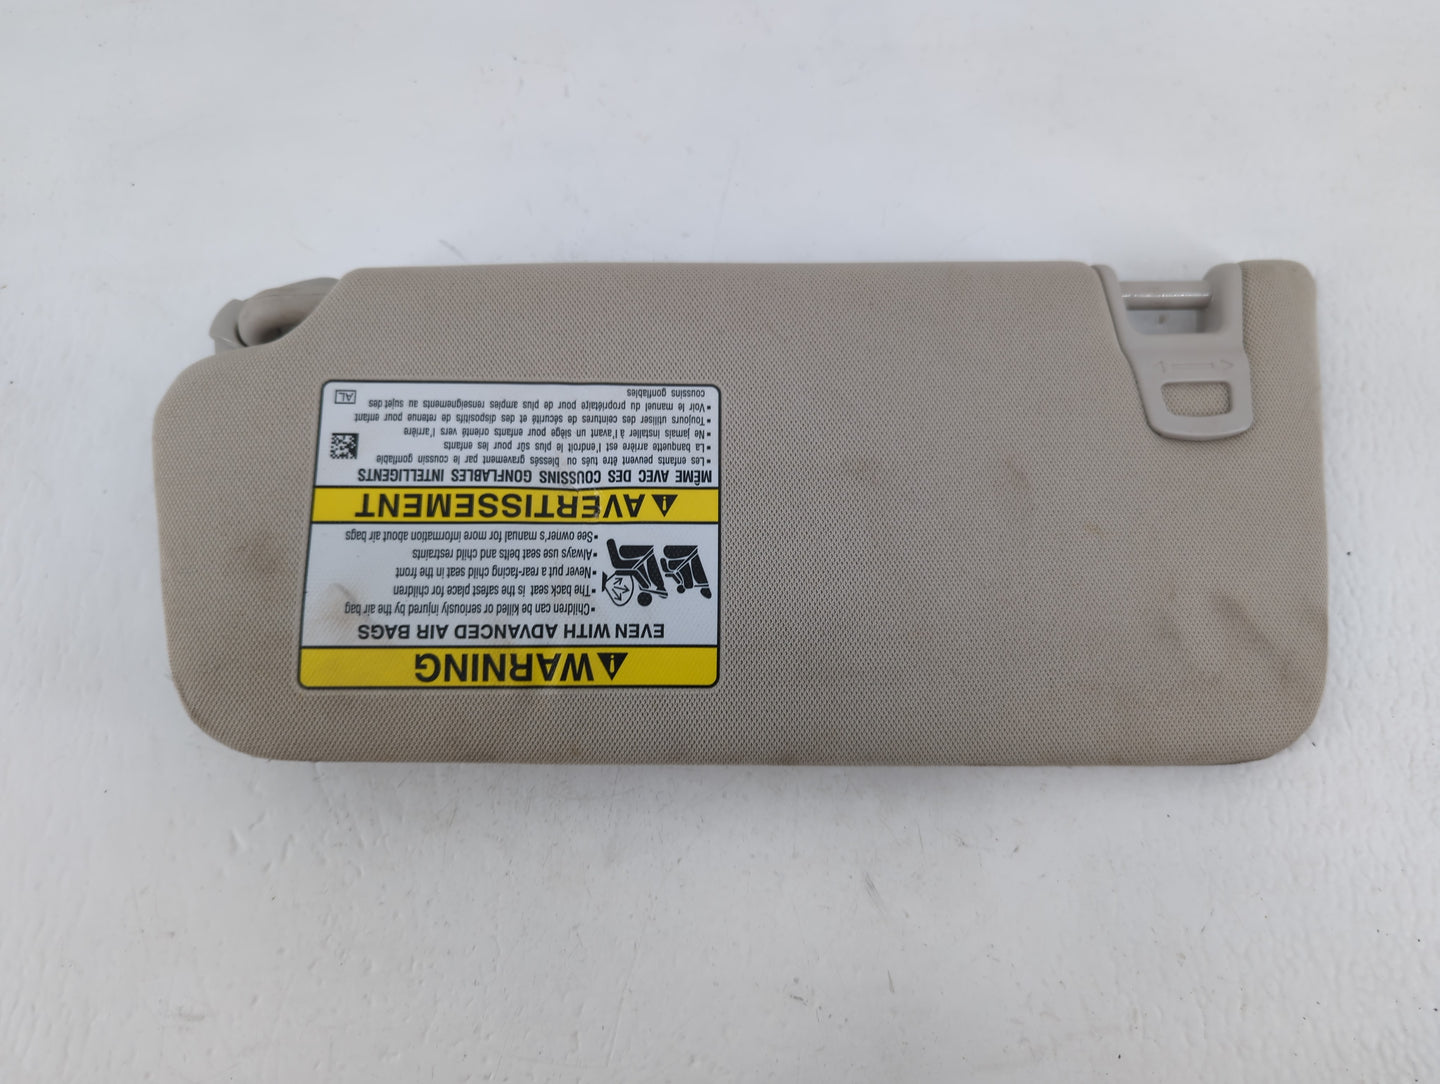 WARNING
EVEN WITH ADVANCED AIR BAGS
•Children can be killed or seriously injured by the air bag
•The back seat is the safest place for children
•Never put a rear-facing child seat in the front
•Always use seat belts and child restraints
•See owner's manual for more information about air bags
AVERTISSEMENT
MÊME AVEC DES COUSSINS GONFLABLES INTELLIGENTS
•Les enfants peuvent être tués ou blessés gravement par le coussin gonflable
•La banquette arrière est l'endroit le plus sûr pour les enfants
•Ne jamais installer à l'avant un siège pour enfants orienté vers l'arrière
•Toujours utiliser des ceintures de sécurité et des dispositifs de retenue pour enfant
•Voir le manuel du propriétaire pour de plus amples renseignements au sujet des
coussins gonflables
AL